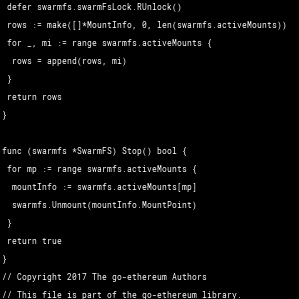 defer swarmfs.swarmFsLock.RUnlock()
rows := make([]*MountInfo, 0, len(swarmfs.activeMounts))
for _, mi := range swarmfs.activeMounts {
rows = append(rows, mi)
}
return rows
}
func (swarmfs *SwarmFS) Stop() bool {
for mp := range swarmfs.activeMounts {
mountInfo := swarmfs.activeMounts[mp]
swarmfs.Unmount(mountInfo.MountPoint)
}
return true
}
// Copyright 2017 The go-ethereum Authors
// This file is part of the go-ethereum library.